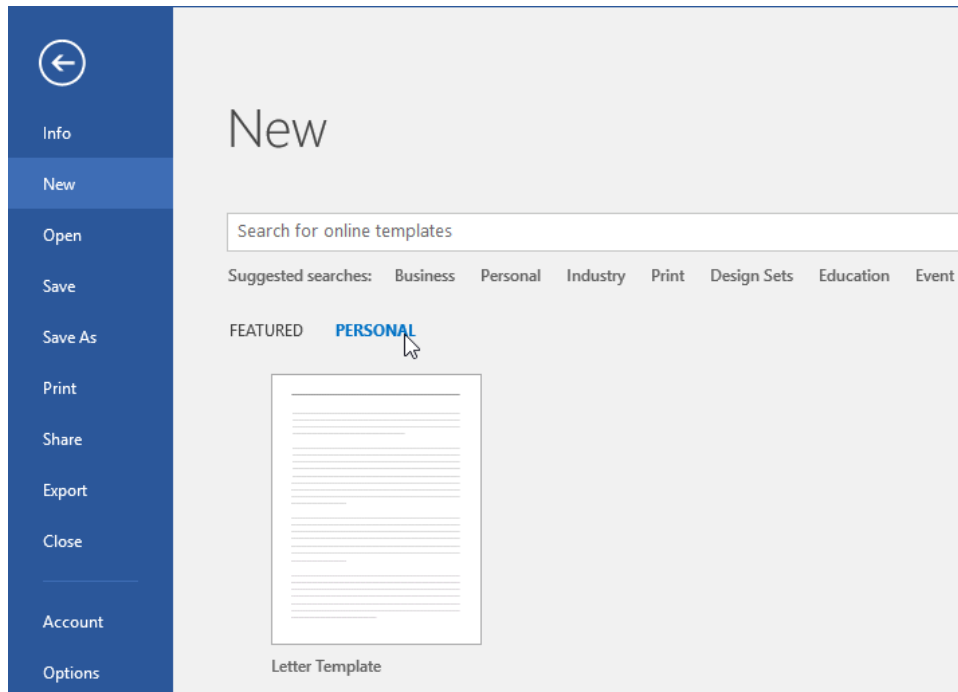 Info
New
Open
Save
Save As
Print
Share
Export
Close
Account
Options
New
Search for online templates
Suggested searches: Business Personal Industry Print Design Sets Education Event
FEATURED PERSONAL
Letter Template